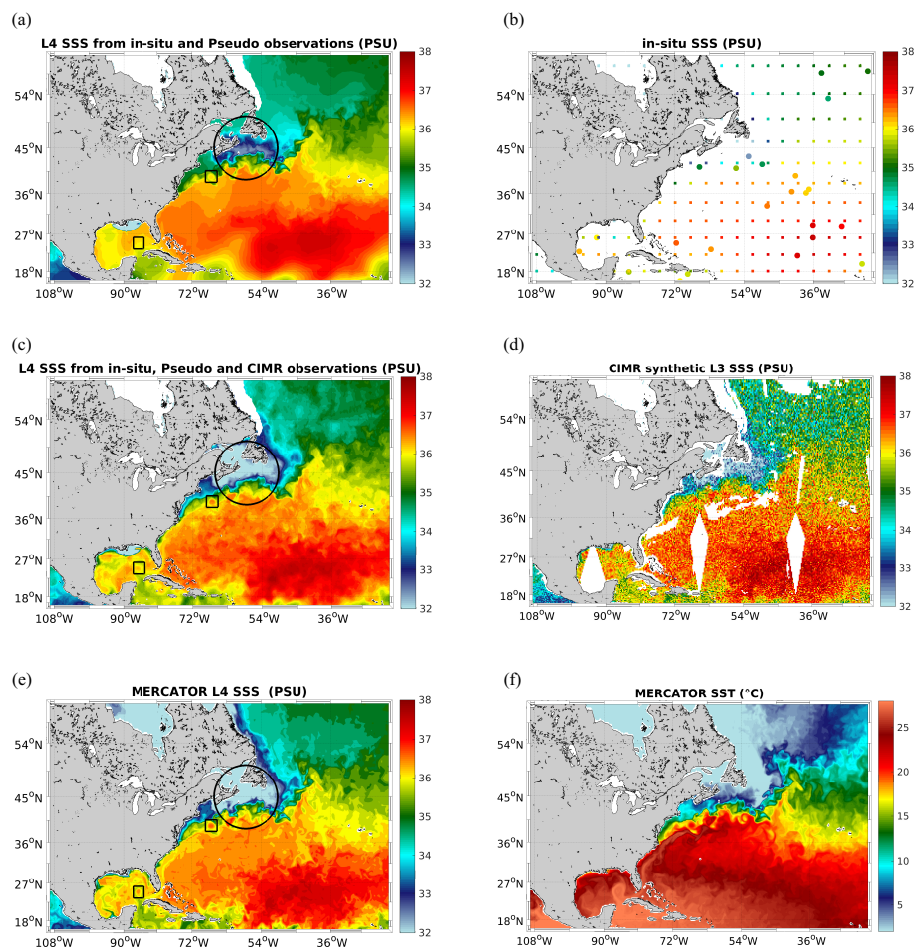 (a)
(b)
L4 SSS from in-situ and Pseudo observations (PSU)
in-situ SSS (PSU)
54°N
45°N
36°N
27°N
18°N
108°W 90°W 72°W 54°W 36°W
38
37
36
35
34
33
32
54°N
45°N
36°N
27°N
18°N
108°W 90°W 72°W 54°W 36°W
38
37
36
35
34
33
32
(c)
(d)
L4 SSS from in-situ, Pseudo and CIMR observations (PSU)
CIMR synthetic L3 SSS (PSU)
54°N
45°N
36°N
27°N
18°N
108°W 90°W 72°W 54°W 36°W
38
37
36
35
34
33
32
54°N
45°N
36°N
27°N
18°N
108°W 90°W 72°W 54°W 36°W
38
37
36
35
34
33
32
(e)
(f)
MERCATOR L4 SSS (PSU)
MERCATOR SST (°C)
54°N
45°N
36°N
27°N
18°N
108°W 90°W 72°W 54°W 36°W
38
37
36
35
34
33
32
54°N
45°N
36°N
27°N
18°N
108°W 90°W 72°W 54°W 36°W
25
20
15
10
5